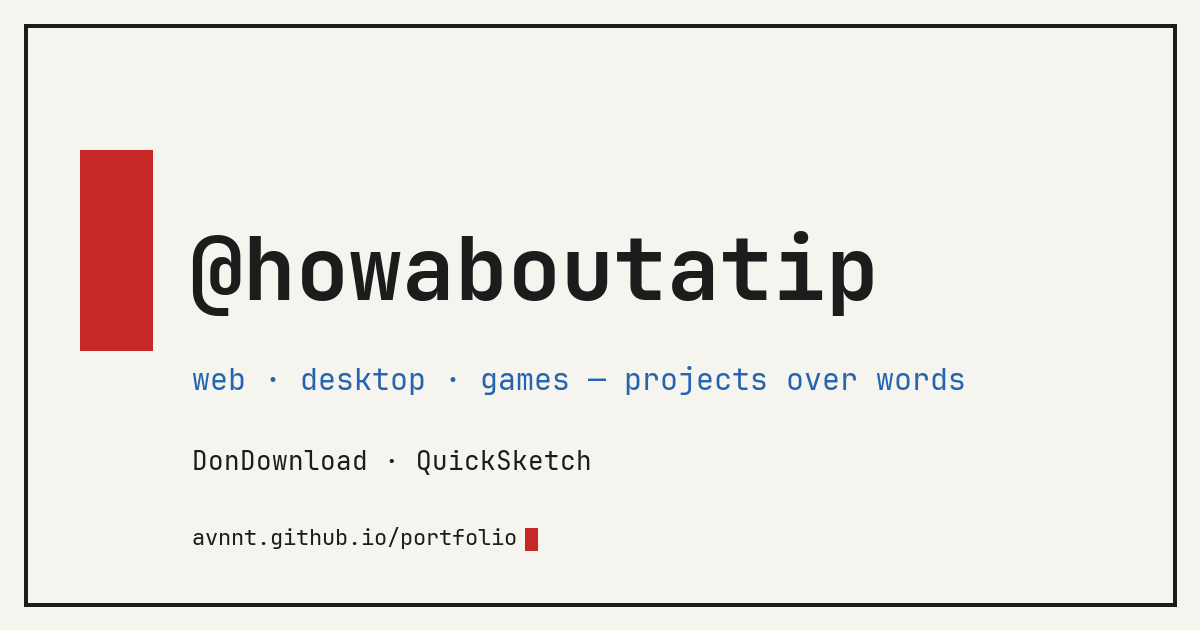 @howaboutatip
web · desktop · games — projects over words
DonDownload · QuickSketch
avnnt.github.io/portfolio